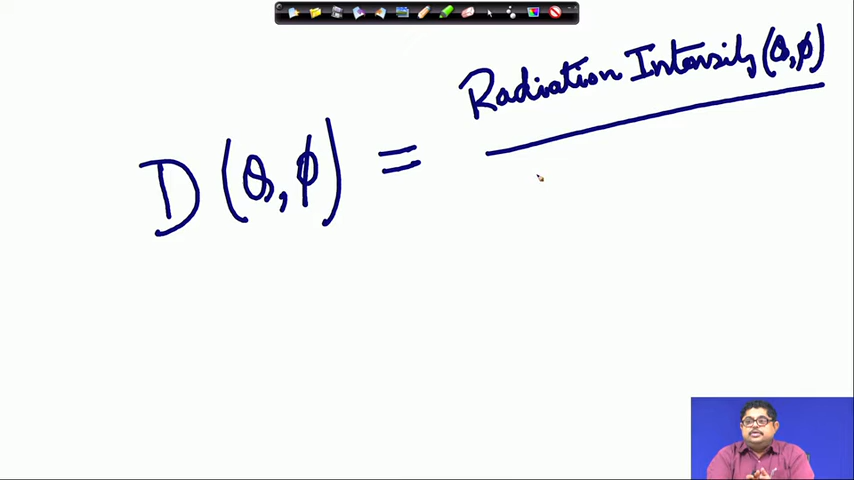 Radiation Intensity (θ, φ)
D (θ, φ) =